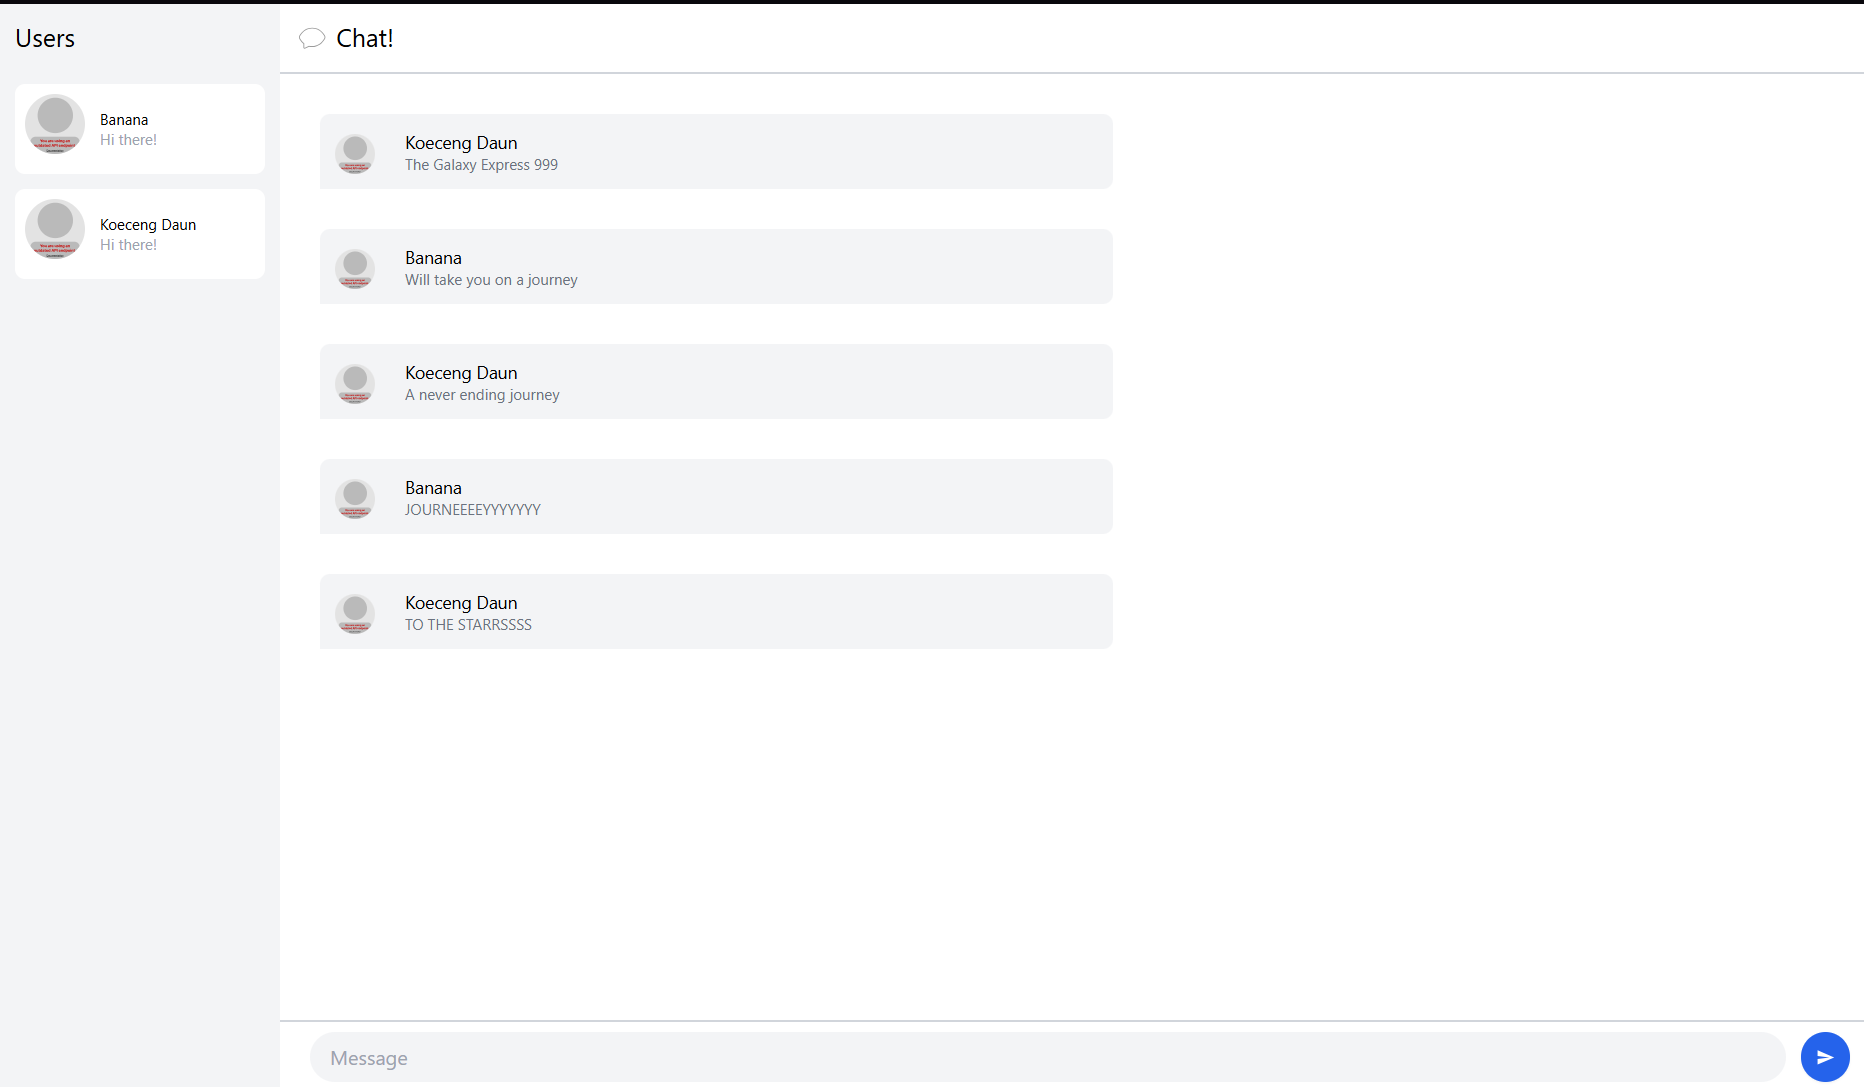 Users
Banana
Hi there!
Koeceng Daun
Hi there!
Chat!
Koeceng Daun
The Galaxy Express 999
Banana
Will take you on a journey
Koeceng Daun
A never ending journey
Banana
JOURNEEEEYYYYYYY
Koeceng Daun
TO THE STARRSSSS
Message